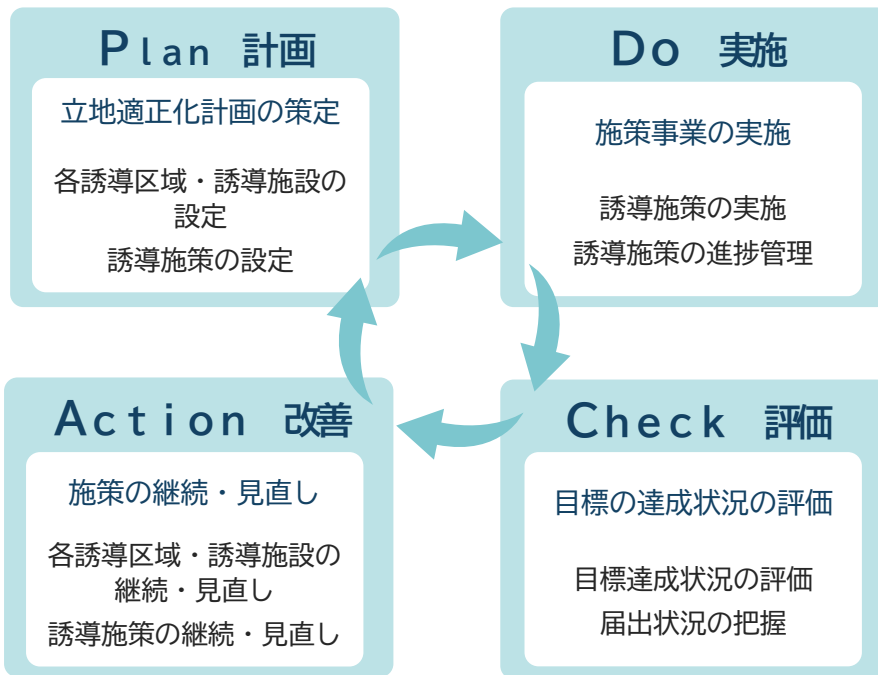 Plan 計画
立地適正化計画の策定
各誘導区域・誘導施設の
設定
誘導施策の設定
Do 実施
施策事業の実施
誘導施策の実施
誘導施策の進捗管理
Action 改善
施策の継続・見直し
各誘導区域・誘導施設の
継続・見直し
誘導施策の継続・見直し
Check 評価
目標の達成状況の評価
目標達成状況の評価
届出状況の把握